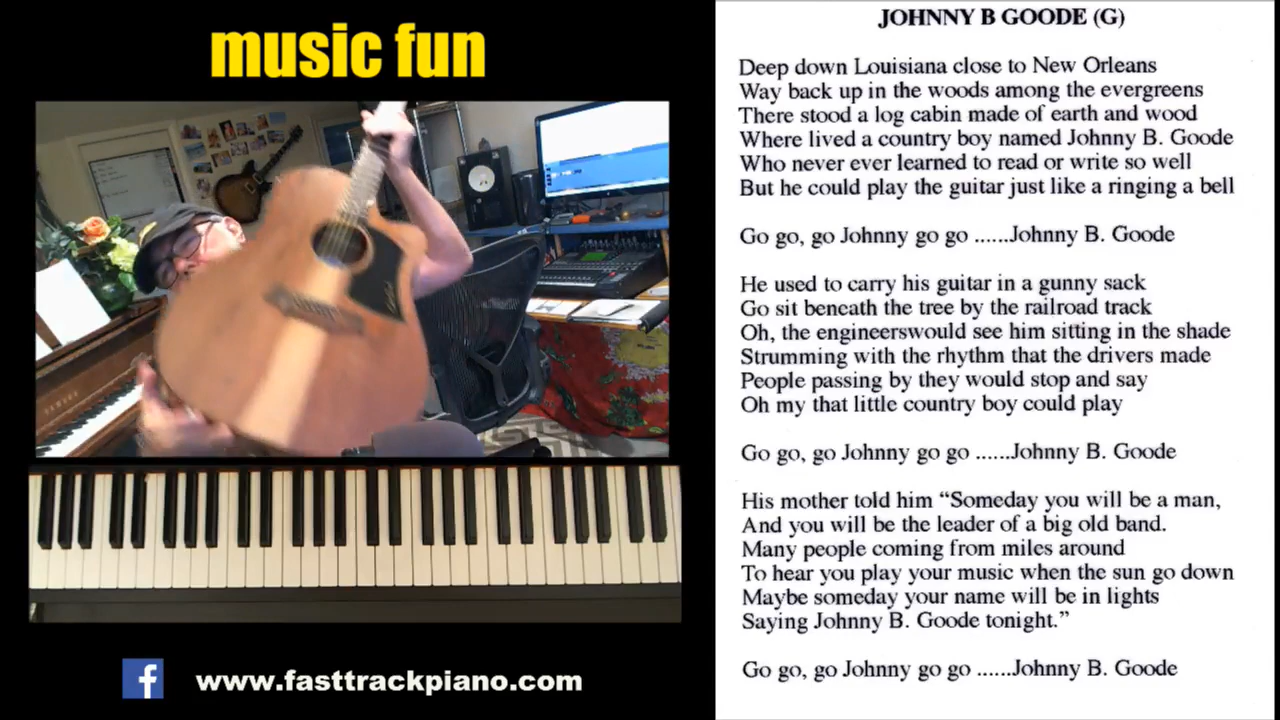 music fun
www.fasttrackpiano.com
JOHNNY B GOODE (G)
Deep down Louisiana close to New Orleans
Way back up in the woods among the evergreens
There stood a log cabin made of earth and wood
Where lived a country boy named Johnny B. Goode
Who never ever learned to read or write so well
But he could play the guitar just like a ringing a bell
Go go, go Johnny go go ......Johnny B. Goode
He used to carry his guitar in a gunny sack
Go sit beneath the tree by the railroad track
Oh, the engineerswould see him sitting in the shade
Strumming with the rhythm that the drivers made
People passing by they would stop and say
Oh my that little country boy could play
Go go, go Johnny go go ......Johnny B. Goode
His mother told him “Someday you will be a man,
And you will be the leader of a big old band.
Many people coming from miles around
To hear you play your music when the sun go down
Maybe someday your name will be in lights
Saying Johnny B. Goode tonight.”
Go go, go Johnny go go ......Johnny B. Goode